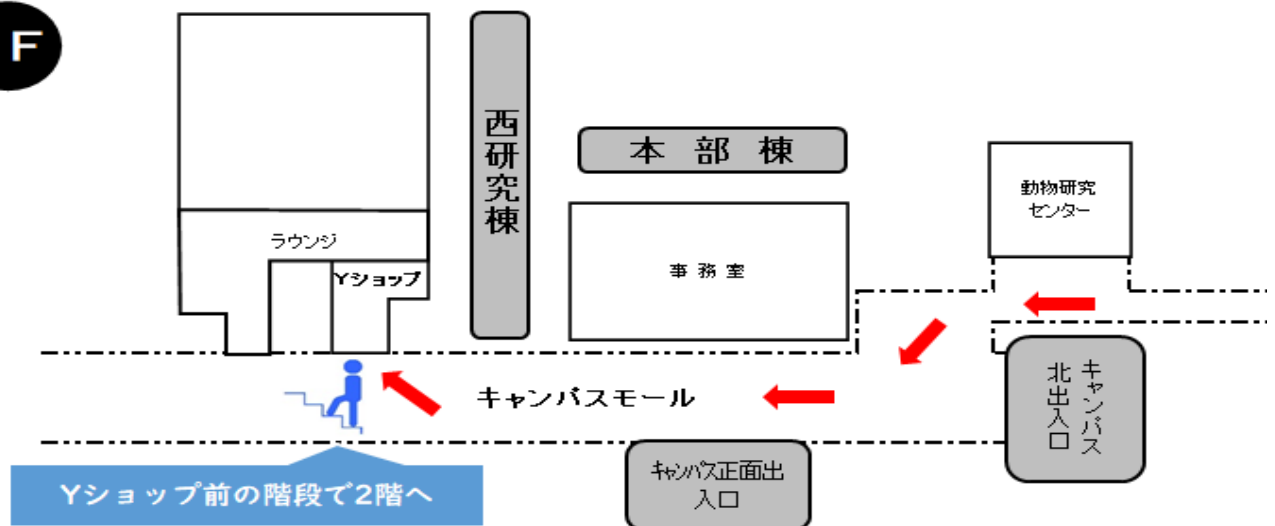 F
西研究棟
本部棟
動物研究
センター
ラウンジ
Yショップ
事務室
キャンパスモール
キャンパス
北出入口
キャンパス正面出
入口
Yショップ前の階段で2階へ